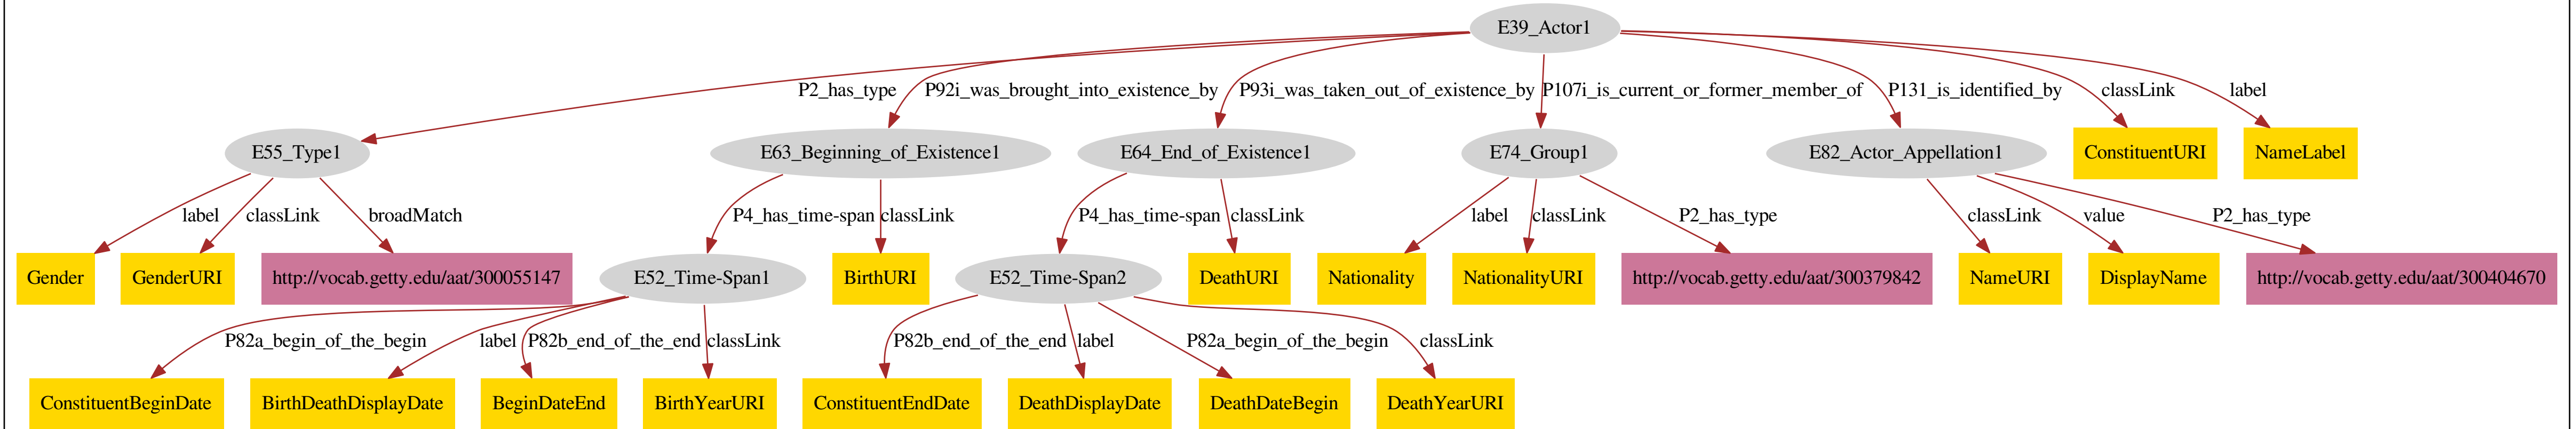 E39_Actor1
P2_has_type P92i_was_brought_into_existence_by P93i_was_taken_out_of_existence_by P107i_is_current_or_former_member_of P131_is_identified_by classLink label
E55_Type1 E63_Beginning_of_Existence1 E64_End_of_Existence1 E74_Group1 E82_Actor_Appellation1 ConstituentURI NameLabel
label classLink broadMatch P4_has_time-span classLink P4_has_time-span classLink label classLink P2_has_type classLink value P2_has_type
Gender GenderURI http://vocab.getty.edu/aat/300055147 E52_Time-Span1 BirthURI E52_Time-Span2 DeathURI Nationality NationalityURI http://vocab.getty.edu/aat/300379842 NameURI DisplayName http://vocab.getty.edu/aat/300404670
P82a_begin_of_the_begin label P82b_end_of_the_end classLink P82b_end_of_the_end label P82a_begin_of_the_begin classLink
ConstituentBeginDate BirthDeathDisplayDate BeginDateEnd BirthYearURI ConstituentEndDate DeathDisplayDate DeathDateBegin DeathYearURI